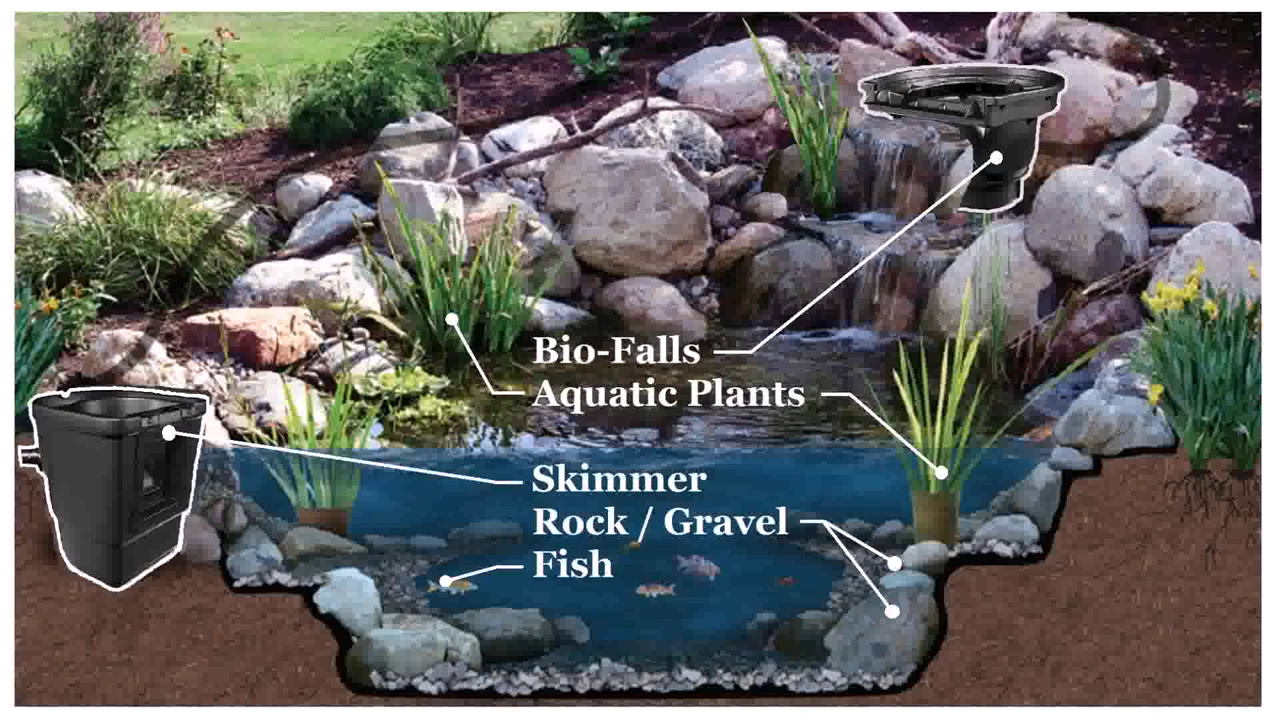 Bio-Falls
Aquatic Plants
Skimmer
Rock / Gravel
Fish